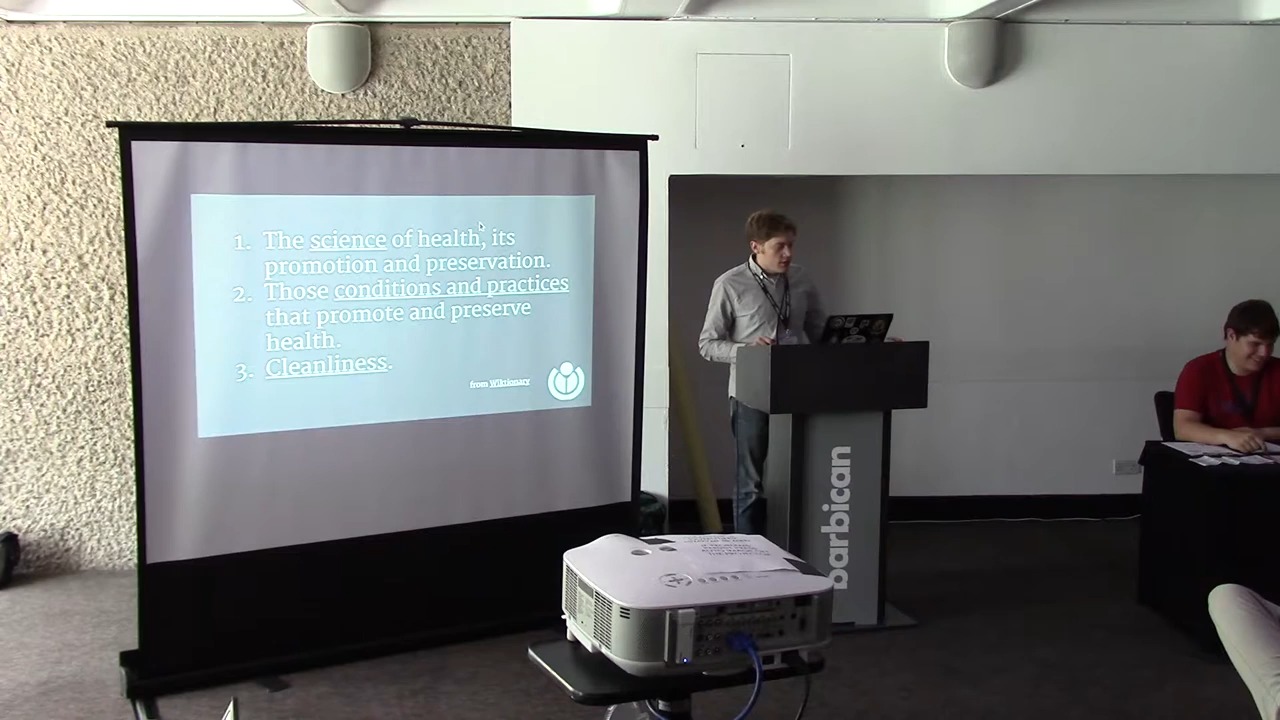 1. The science of health, its
promotion and preservation.
2. Those conditions and practices
that promote and preserve
health.
3. Cleanliness.
from Wiktionary
barbican